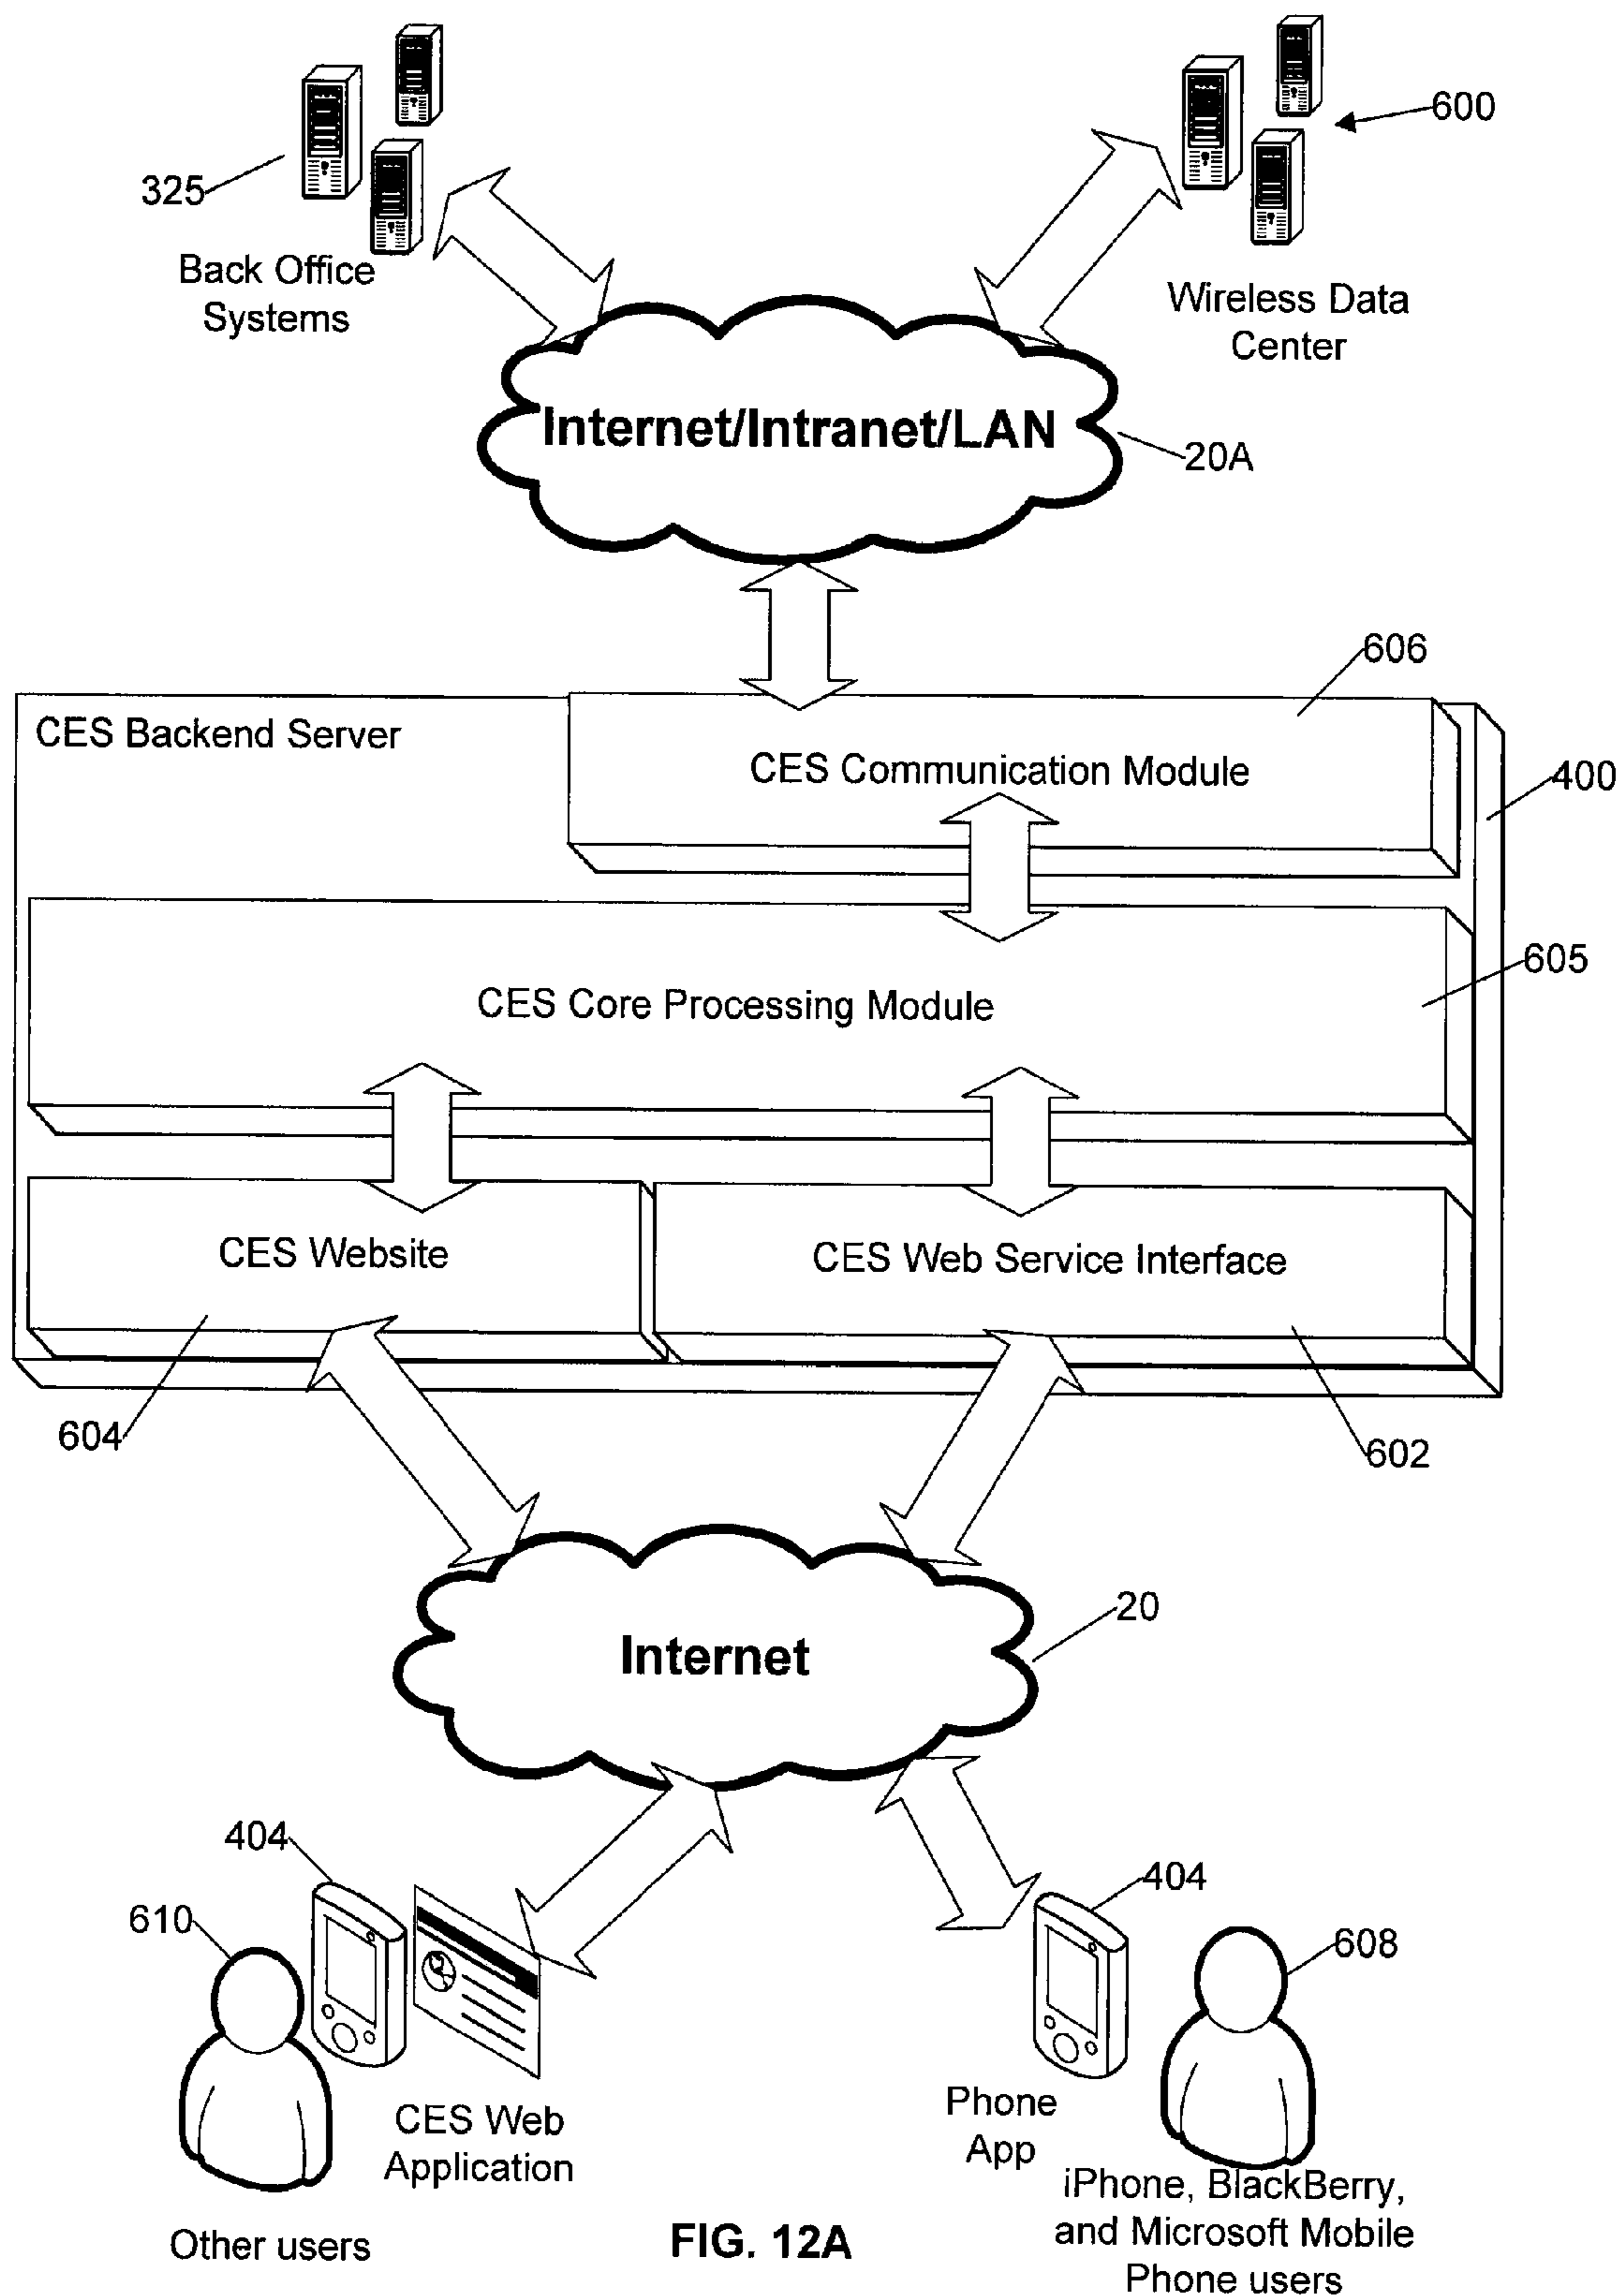 600
325
Back Office
Systems
Wireless Data
Center
Internet/Intranet/LAN
20A
606
CES Backend Server
CES Communication Module
400
605
CES Core Processing Module
CES Website
CES Web Service Interface
604
602
20
Internet
404
404
610
608
CES Web
Application
Phone
App
iPhone, BlackBerry,
and Microsoft Mobile
Phone users
Other users
FIG. 12A